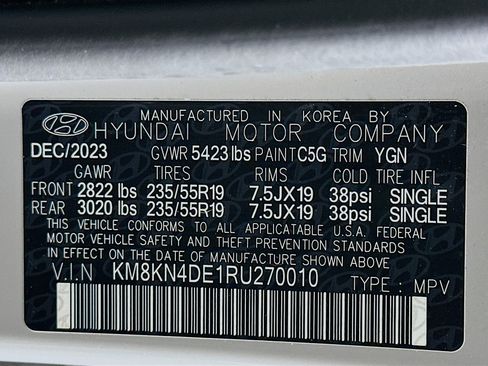 MANUFACTURED IN KOREA BY
HYUNDAI MOTOR COMPANY
DEC/2023 GVWR 5423 lbs PAINT C5G TRIM YGN
GAWR TIRES RIMS COLD TIRE INFL
FRONT 2822 lbs 235/55R19 7.5JX19 38psi SINGLE
REAR 3020 lbs 235/55R19 7.5JX19 38psi SINGLE
THIS VEHICLE CONFORMS TO ALL APPLICABLE U.S. FEDERAL
MOTOR VEHICLE SAFETY AND THEFT PREVENTION STANDARDS
IN EFFECT ON THE DATE OF MANUFACTURE SHOWN ABOVE.
V.I.N KM8KN4DE1RU270010 TYPE : MPV